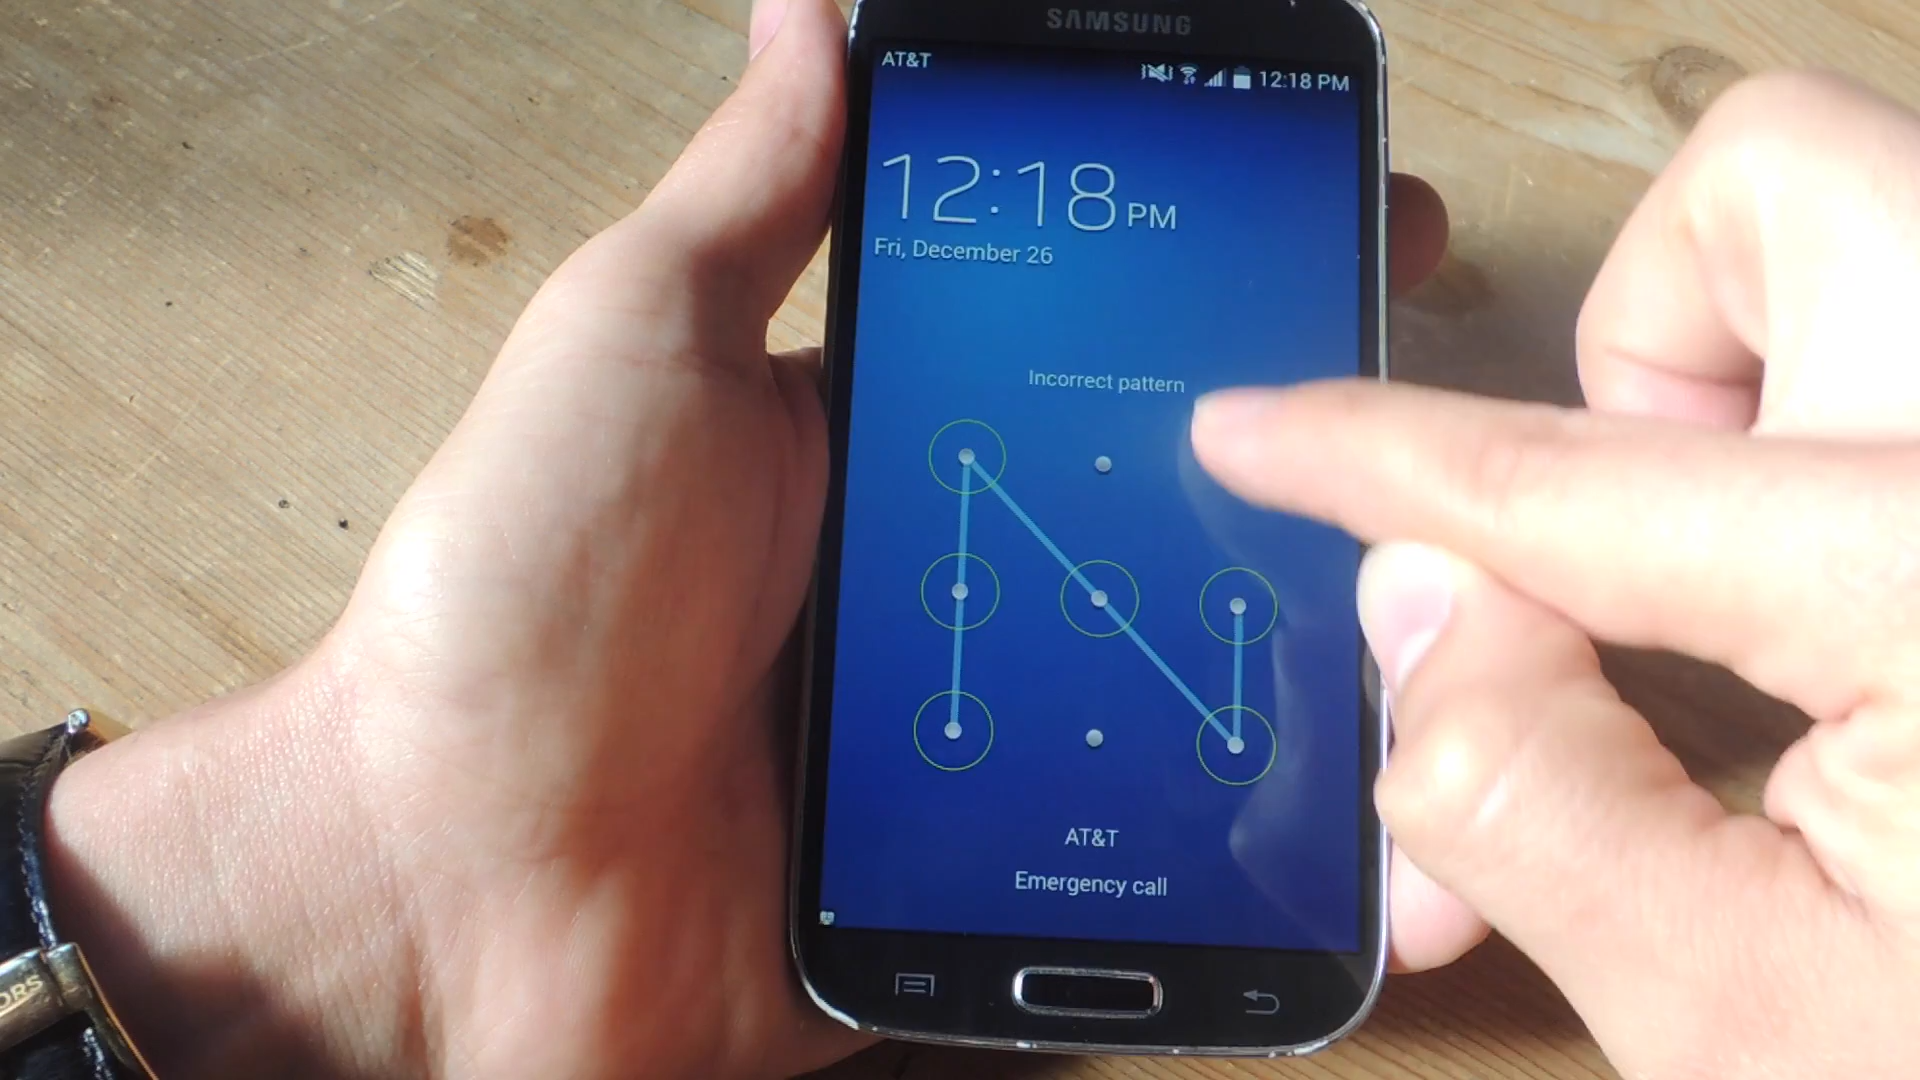 SAMSUNG
AT&T
12:18 PM
12:18 PM
Fri, December 26
Incorrect pattern
AT&T
Emergency call